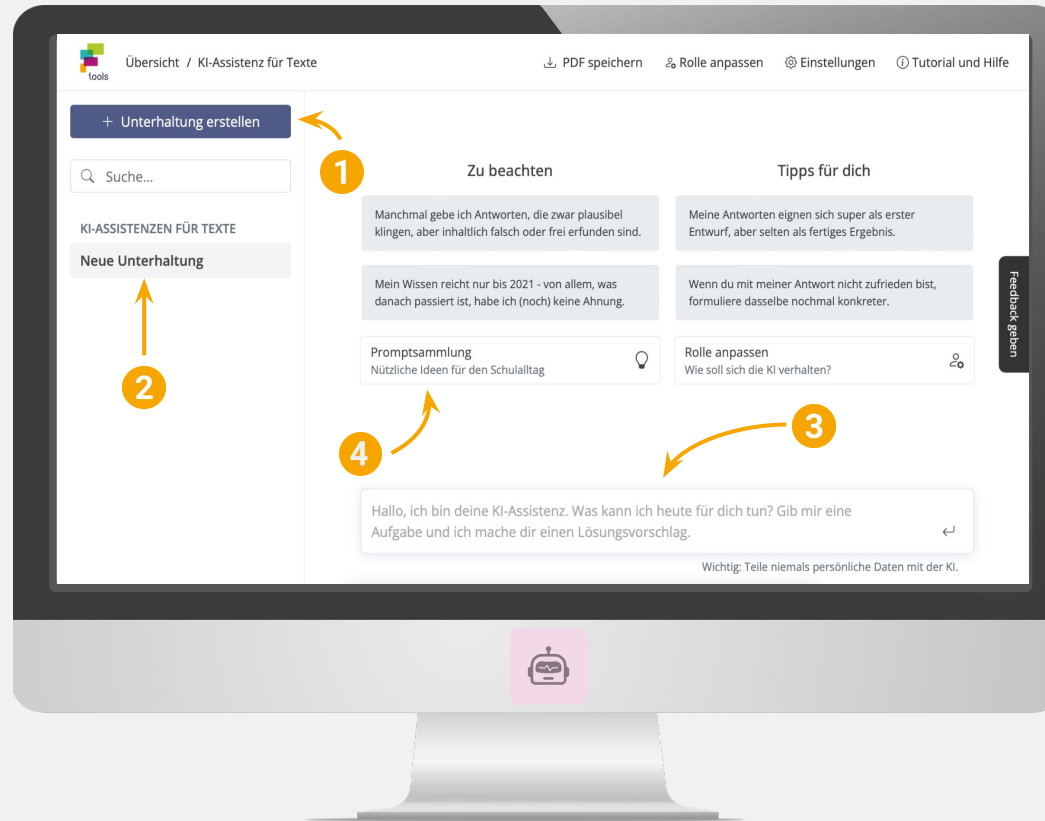 tools
Übersicht / KI-Assistenz für Texte
PDF speichern
Rolle anpassen
Einstellungen
Tutorial und Hilfe
+ Unterhaltung erstellen
1
Suche...
KI-ASSISTENZEN FÜR TEXTE
Neue Unterhaltung
2
Zu beachten
Manchmal gebe ich Antworten, die zwar plausibel
klingen, aber inhaltlich falsch oder frei erfunden sind.
Mein Wissen reicht nur bis 2021 - von allem, was
danach passiert ist, habe ich (noch) keine Ahnung.
Promptsammlung
Nützliche Ideen für den Schulalltag
Tipps für dich
Meine Antworten eignen sich super als erster
Entwurf, aber selten als fertiges Ergebnis.
Wenn du mit meiner Antwort nicht zufrieden bist,
formuliere dasselbe nochmal konkreter.
Rolle anpassen
Wie soll sich die KI verhalten?
Feedback geben
4
3
Hallo, ich bin deine KI-Assistenz. Was kann ich heute für dich tun? Gib mir eine
Aufgabe und ich mache dir einen Lösungsvorschlag.
Wichtig: Teile niemals persönliche Daten mit der KI.